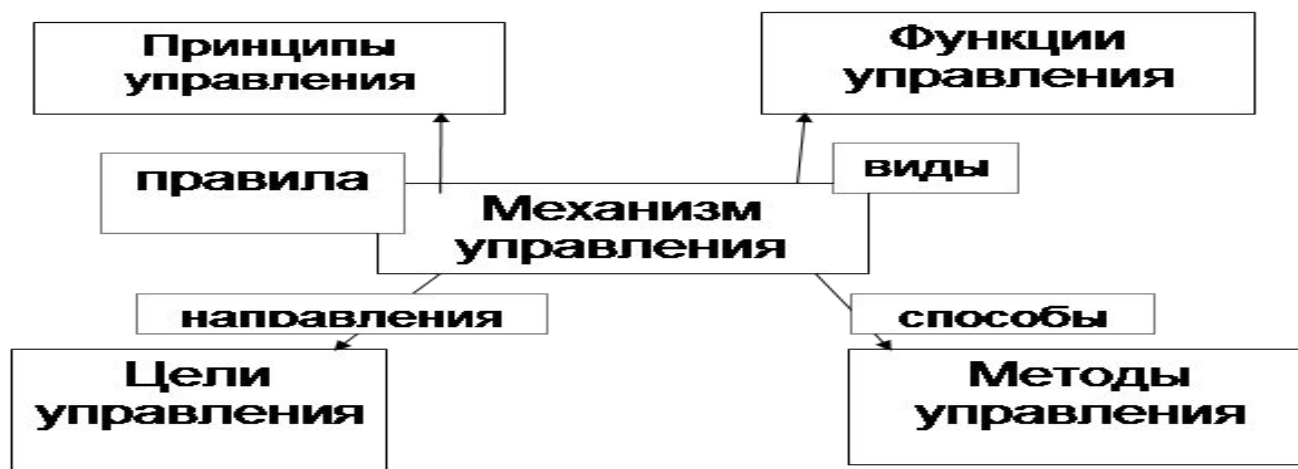 Принципы
управления
Функции
управления
правила
виды
Механизм
управления
направления
способы
Цели
управления
Методы
управления